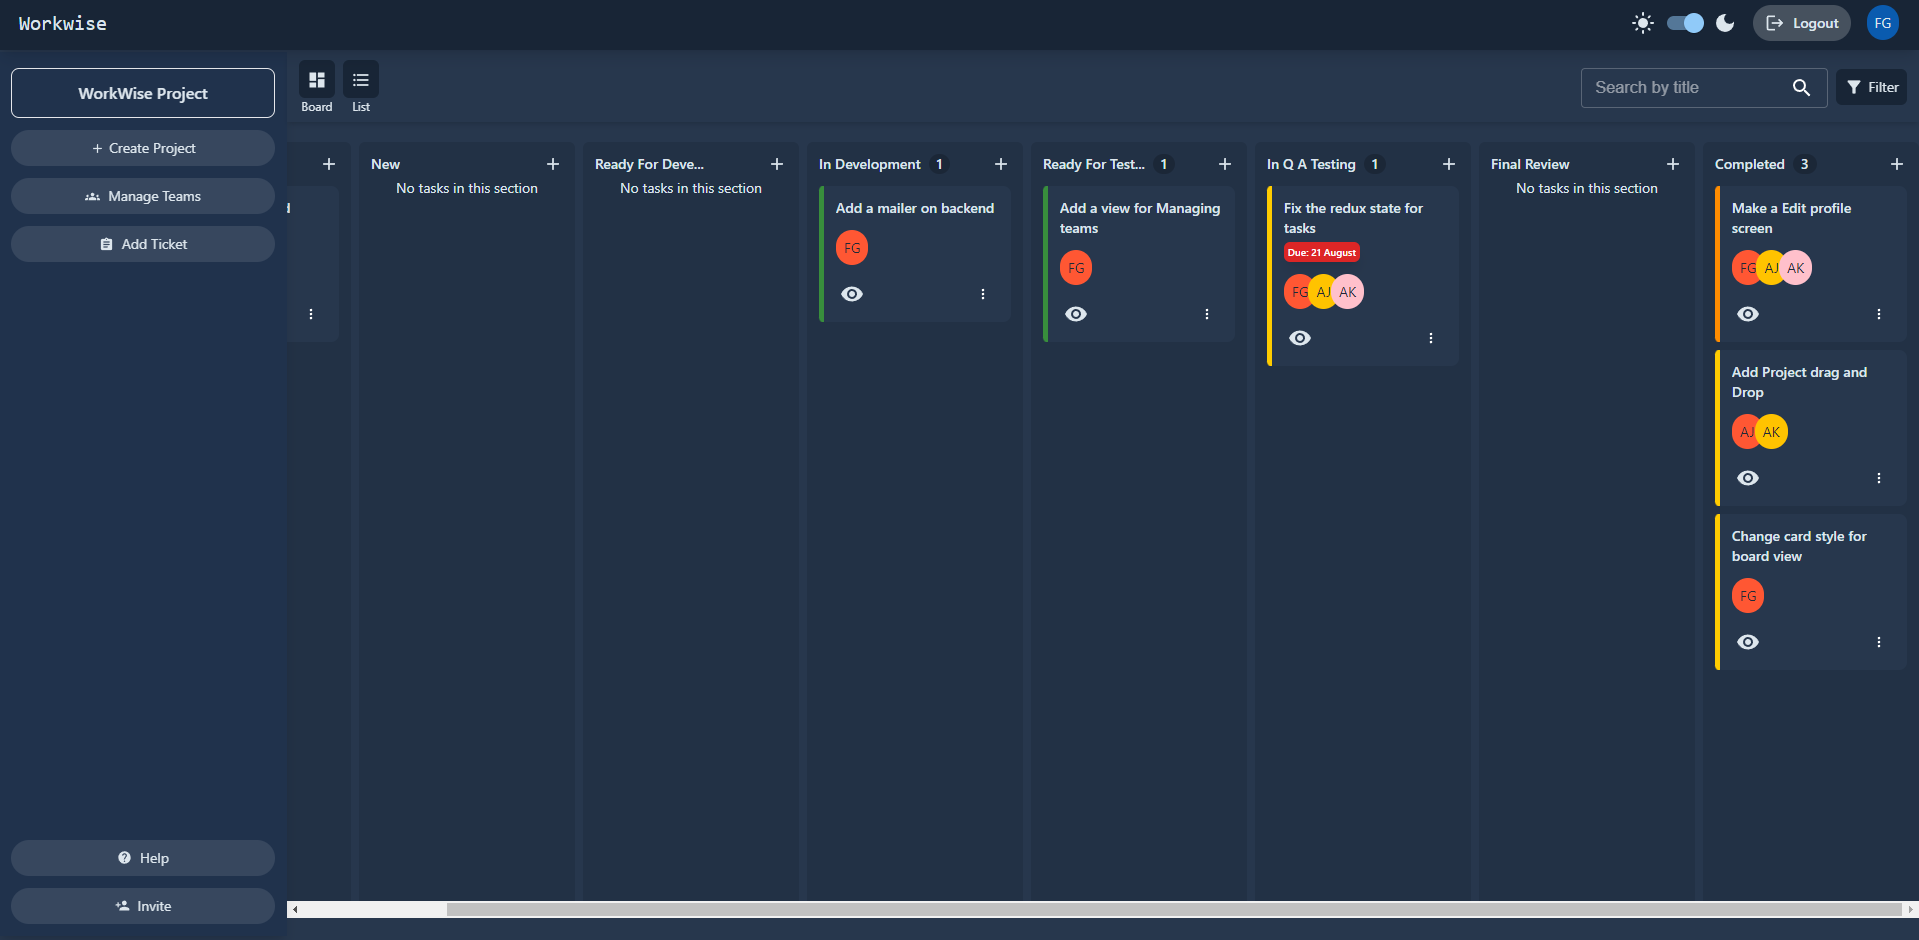 Workwise
Logout
FG
WorkWise Project
Create Project
Manage Teams
Add Ticket
Help
Invite
Board
List
Search by title
Filter
d
New
No tasks in this section
Ready For Deve...
No tasks in this section
In Development 1
Add a mailer on backend
FG
Ready For Test... 1
Add a view for Managing
teams
FG
In Q A Testing 1
Fix the redux state for
tasks
Due: 21 August
FG AJ AK
Final Review
No tasks in this section
Completed 3
Make a Edit profile
screen
FG AJ AK
Add Project drag and
Drop
AJ AK
Change card style for
board view
FG